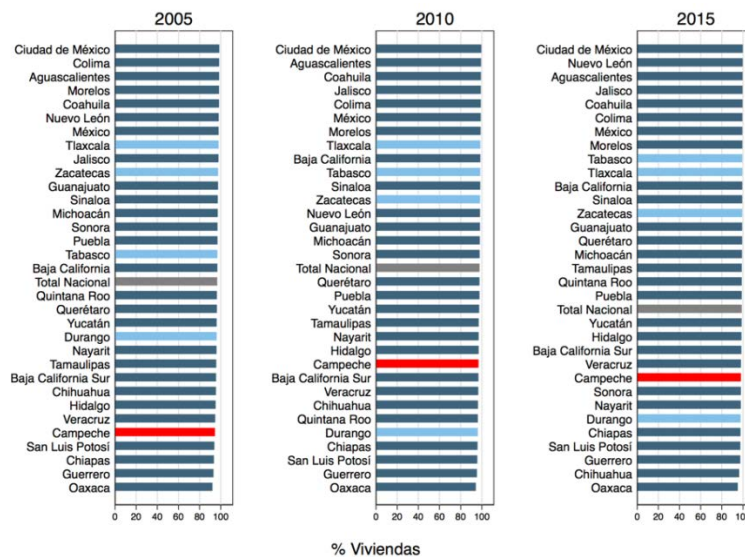 2005
Ciudad de México
Colima
Aguascalientes
Morelos
Coahuila
Nuevo León
México
Tlaxcala
Jalisco
Zacatecas
Guanajuato
Sinaloa
Michoacán
Sonora
Puebla
Tabasco
Baja California
Total Nacional
Quintana Roo
Querétaro
Yucatán
Durango
Nayarit
Tamaulipas
Baja California Sur
Chihuahua
Hidalgo
Veracruz
Campeche
San Luis Potosí
Chiapas
Guerrero
Oaxaca
0 20 40 60 80 100
2010
Ciudad de México
Aguascalientes
Coahuila
Jalisco
Colima
México
Morelos
Tlaxcala
Baja California
Tabasco
Sinaloa
Zacatecas
Nuevo León
Guanajuato
Michoacán
Sonora
Total Nacional
Querétaro
Puebla
Yucatán
Tamaulipas
Nayarit
Hidalgo
Campeche
Baja California Sur
Veracruz
Chihuahua
Quintana Roo
Durango
Chiapas
San Luis Potosí
Guerrero
Oaxaca
0 20 40 60 80 100
2015
Ciudad de México
Nuevo León
Aguascalientes
Jalisco
Coahuila
Colima
México
Morelos
Tabasco
Tlaxcala
Baja California
Sinaloa
Zacatecas
Guanajuato
Querétaro
Michoacán
Tamaulipas
Quintana Roo
Puebla
Total Nacional
Yucatán
Hidalgo
Baja California Sur
Veracruz
Campeche
Sonora
Nayarit
Durango
Chiapas
San Luis Potosí
Guerrero
Chihuahua
Oaxaca
0 20 40 60 80
% Viviendas